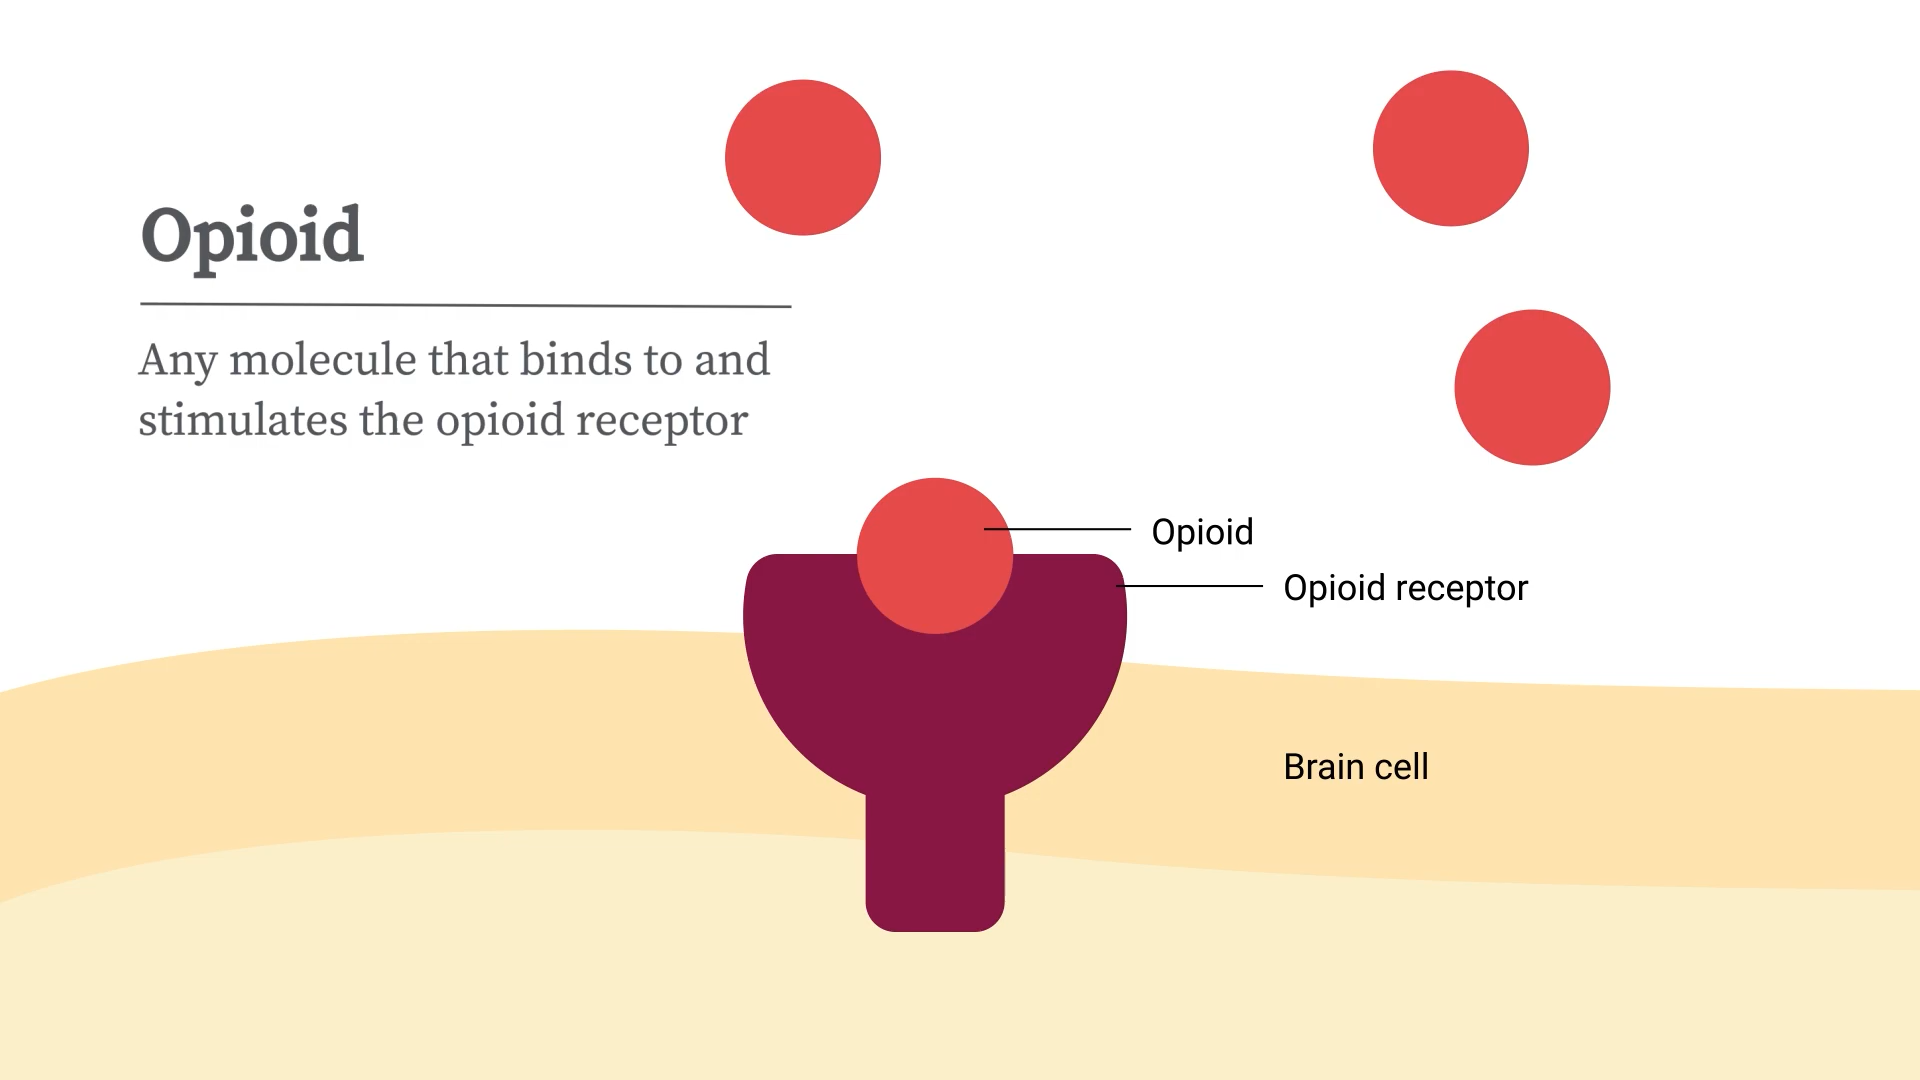 Opioid
Any molecule that binds to and
stimulates the opioid receptor
Opioid
Opioid receptor
Brain cell